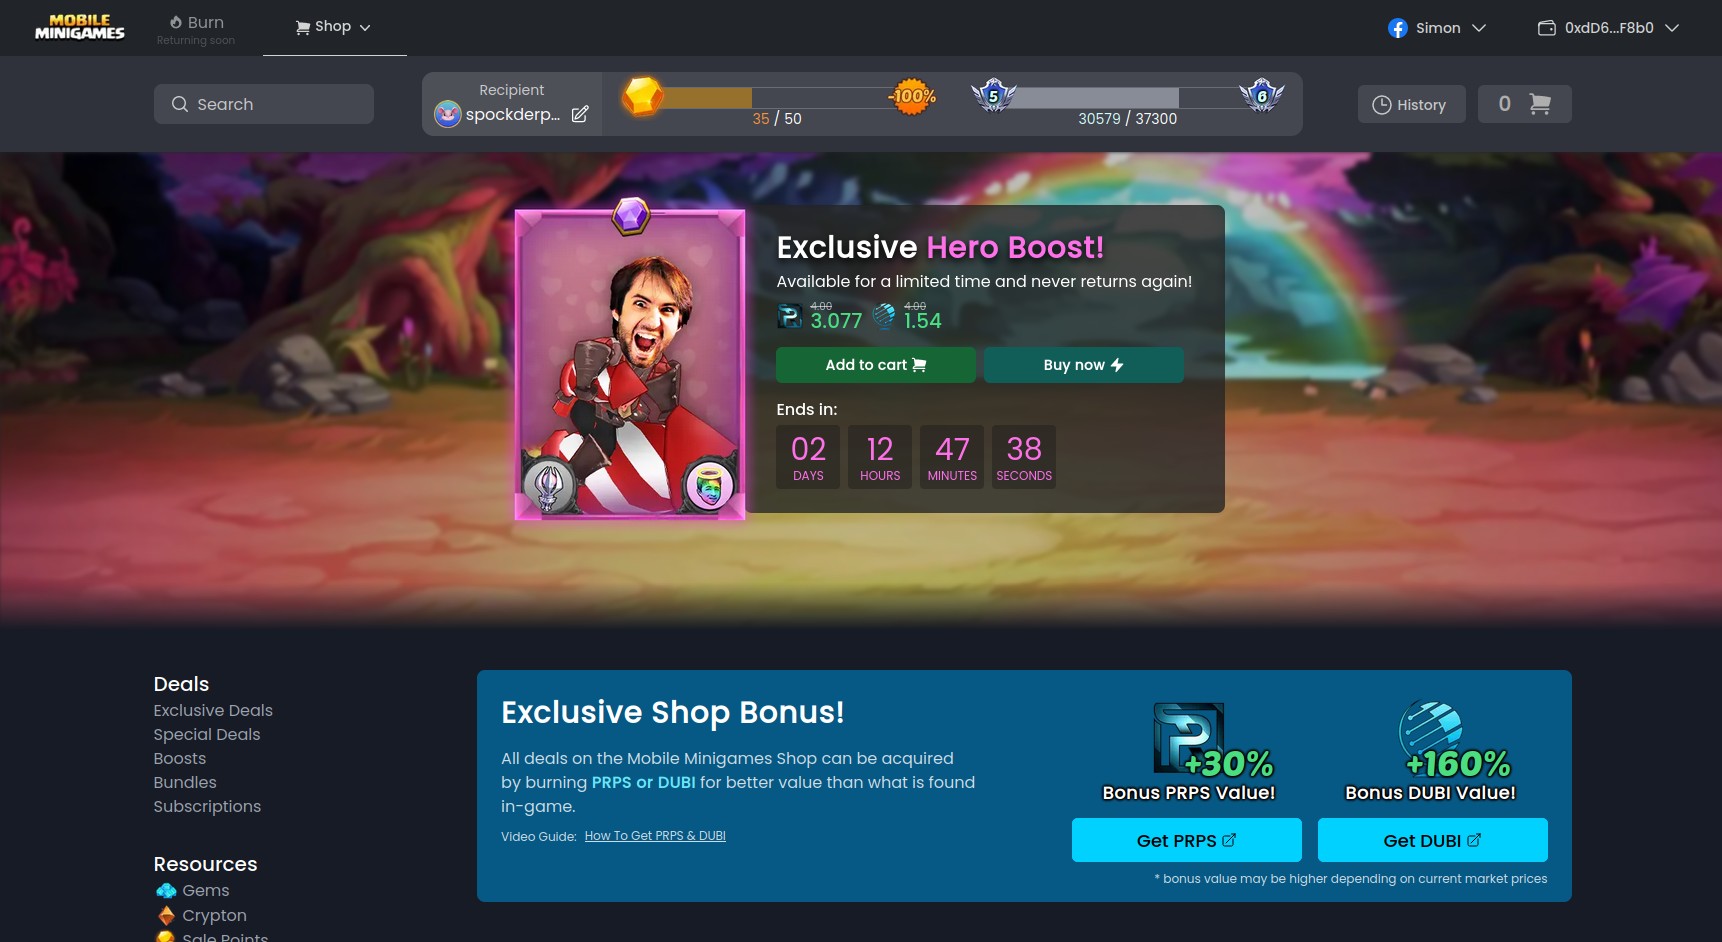 MOBILE
MINIGAMES
Burn
Returning soon
Shop
Simon
0xdD6...F8b0
Search
Recipient
spockderp...
-100%
35 / 50
5
6
30579 / 37300
History
0
Exclusive Hero Boost!
Available for a limited time and never returns again!
4.00
3.077
4.00
1.54
Add to cart
Buy now
Ends in:
02
DAYS
12
HOURS
47
MINUTES
38
SECONDS
Deals
Exclusive Deals
Special Deals
Boosts
Bundles
Subscriptions
Resources
Gems
Crypton
Sale Points
Exclusive Shop Bonus!
All deals on the Mobile Minigames Shop can be acquired
by burning PRPS or DUBI for better value than what is found
in-game.
Video Guide: How To Get PRPS & DUBI
+30%
Bonus PRPS Value!
Get PRPS
+160%
Bonus DUBI Value!
Get DUBI
* bonus value may be higher depending on current market prices